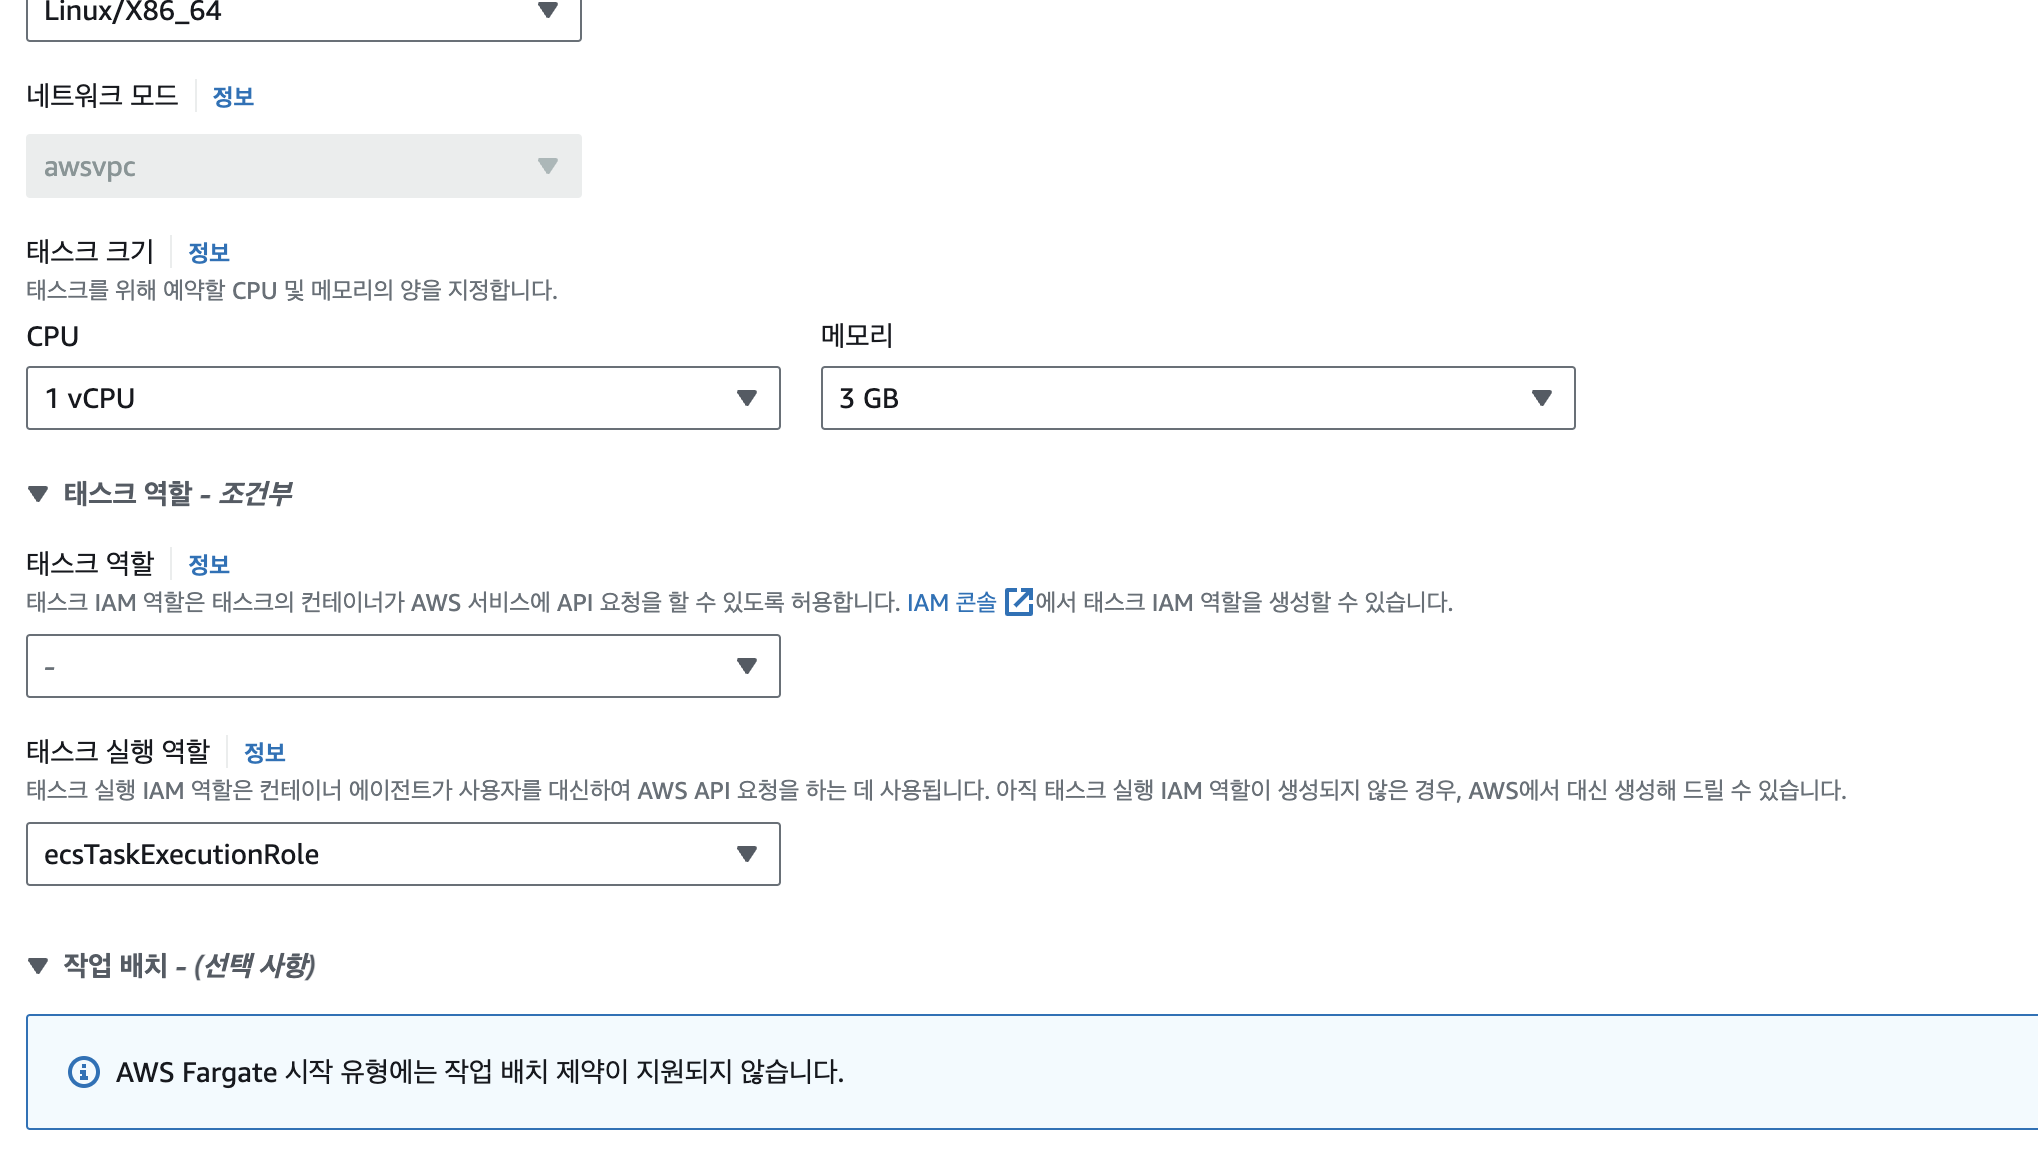 Linux/X86_64
네트워크 모드 정보
awsvpc
태스크 크기 정보
태스크를 위해 예약할 CPU 및 메모리의 양을 지정합니다.
CPU 메모리
1 vCPU 3 GB
태스크 역할 - 조건부
태스크 역할 정보
태스크 IAM 역할은 태스크의 컨테이너가 AWS 서비스에 API 요청을 할 수 있도록 허용합니다. IAM 콘솔 에서 태스크 IAM 역할을 생성할 수 있습니다.
-
태스크 실행 역할 정보
태스크 실행 IAM 역할은 컨테이너 에이전트가 사용자를 대신하여 AWS API 요청을 하는 데 사용됩니다. 아직 태스크 실행 IAM 역할이 생성되지 않은 경우, AWS에서 대신 생성해 드릴 수 있습니다.
ecsTaskExecutionRole
작업 배치 - (선택 사항)
AWS Fargate 시작 유형에는 작업 배치 제약이 지원되지 않습니다.